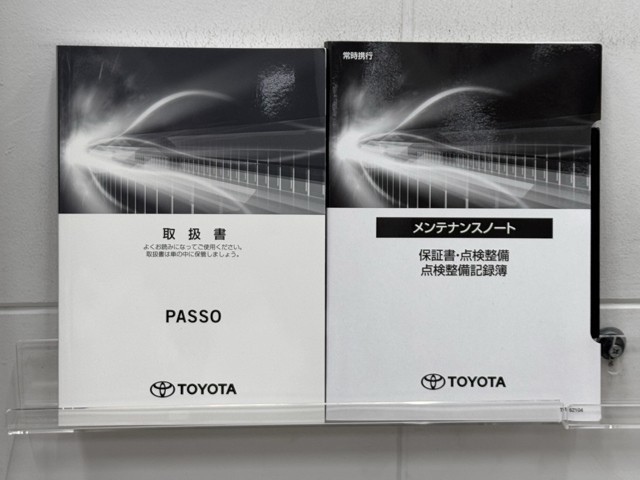 取扱書
よくお読みになってご使用ください。
取扱書は車の中に保管しましょう。
PASSO
TOYOTA
常時携行
メンテナンスノート
保証書・点検整備
点検整備記録簿
TOYOTA